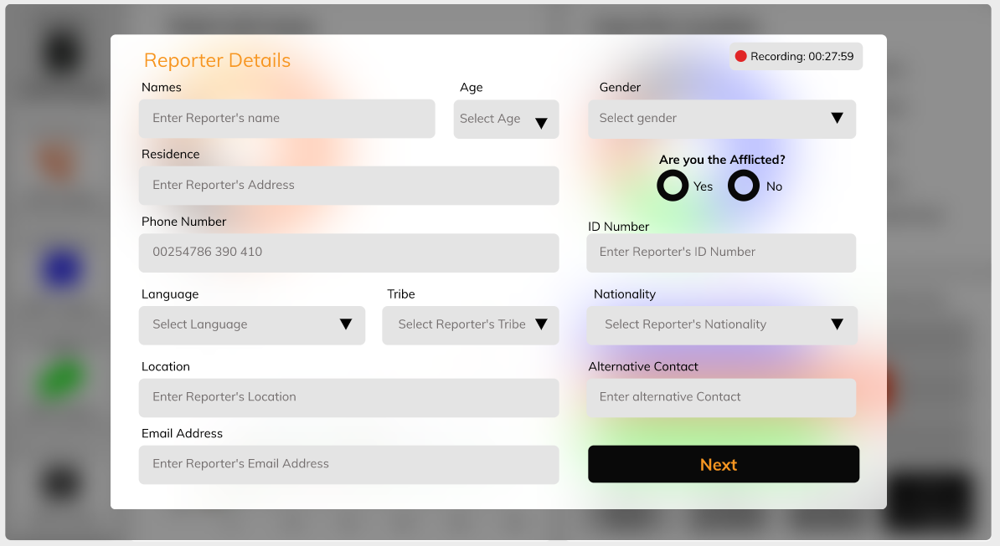 Reporter Details
Recording: 00:27:59
Names
Age
Gender
Enter Reporter's name
Select Age
Select gender
Residence
Are you the Afflicted?
Enter Reporter's Address
Yes
No
Phone Number
ID Number
00254786 390 410
Enter Reporter's ID Number
Language
Tribe
Nationality
Select Language
Select Reporter's Tribe
Select Reporter's Nationality
Location
Alternative Contact
Enter Reporter's Location
Enter alternative Contact
Email Address
Enter Reporter's Email Address
Next